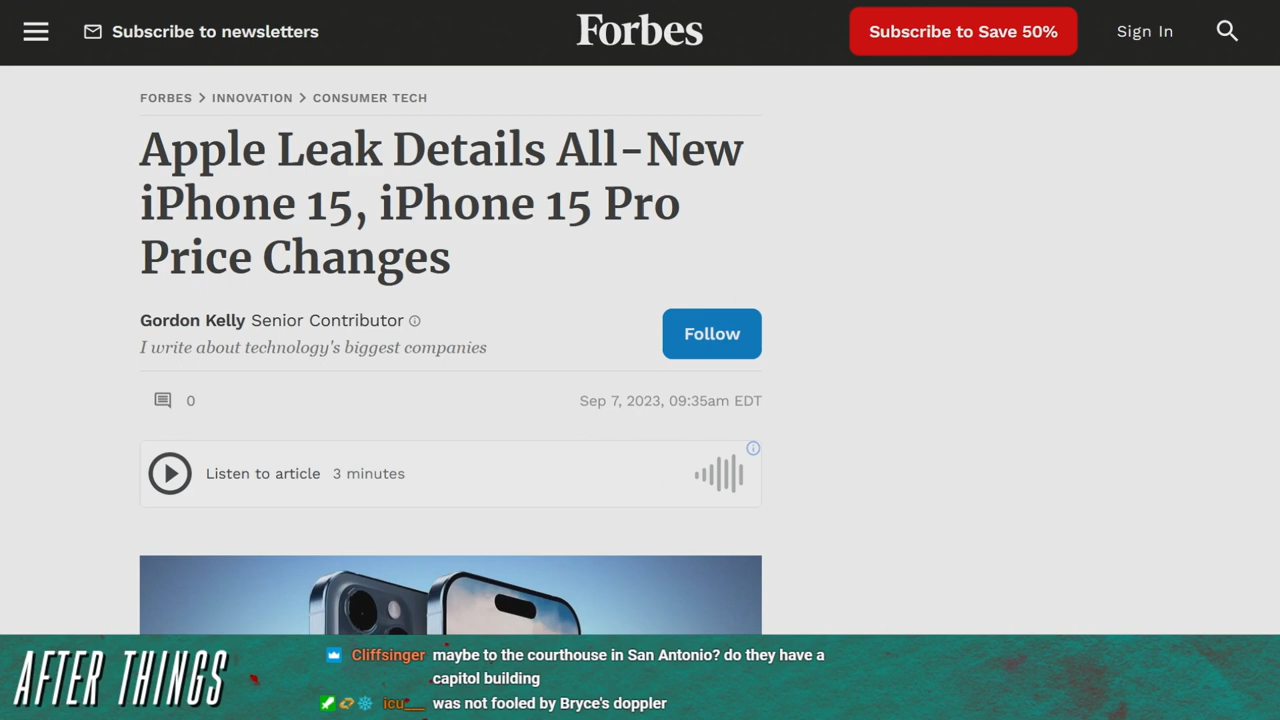 Subscribe to newsletters
Forbes
Subscribe to Save 50%
Sign In
FORBES > INNOVATION > CONSUMER TECH
Apple Leak Details All-New
iPhone 15, iPhone 15 Pro
Price Changes
Gordon Kelly Senior Contributor
Follow
I write about technology's biggest companies
0
Sep 7, 2023, 09:35am EDT
Listen to article 3 minutes
AFTER THINGS
Cliffsinger maybe to the courthouse in San Antonio? do they have a
capitol building
icu___ was not fooled by Bryce's doppler